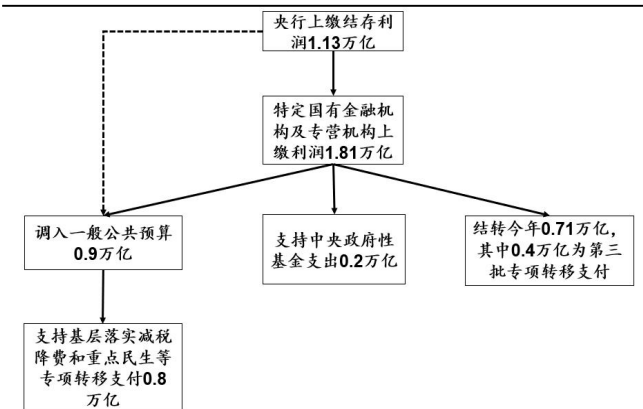 央行上缴结存利
润1.13万亿
特定国有金融机
构及专营机构上
缴利润1.81万亿
调入一般公共预算
0.9万亿
支持中央政府性
基金支出0.2万亿
结转今年0.71万亿,
其中0.4万亿为第三
批专项转移支付
支持基层落实减税
降费和重点民生等
专项转移支付0.8
万亿